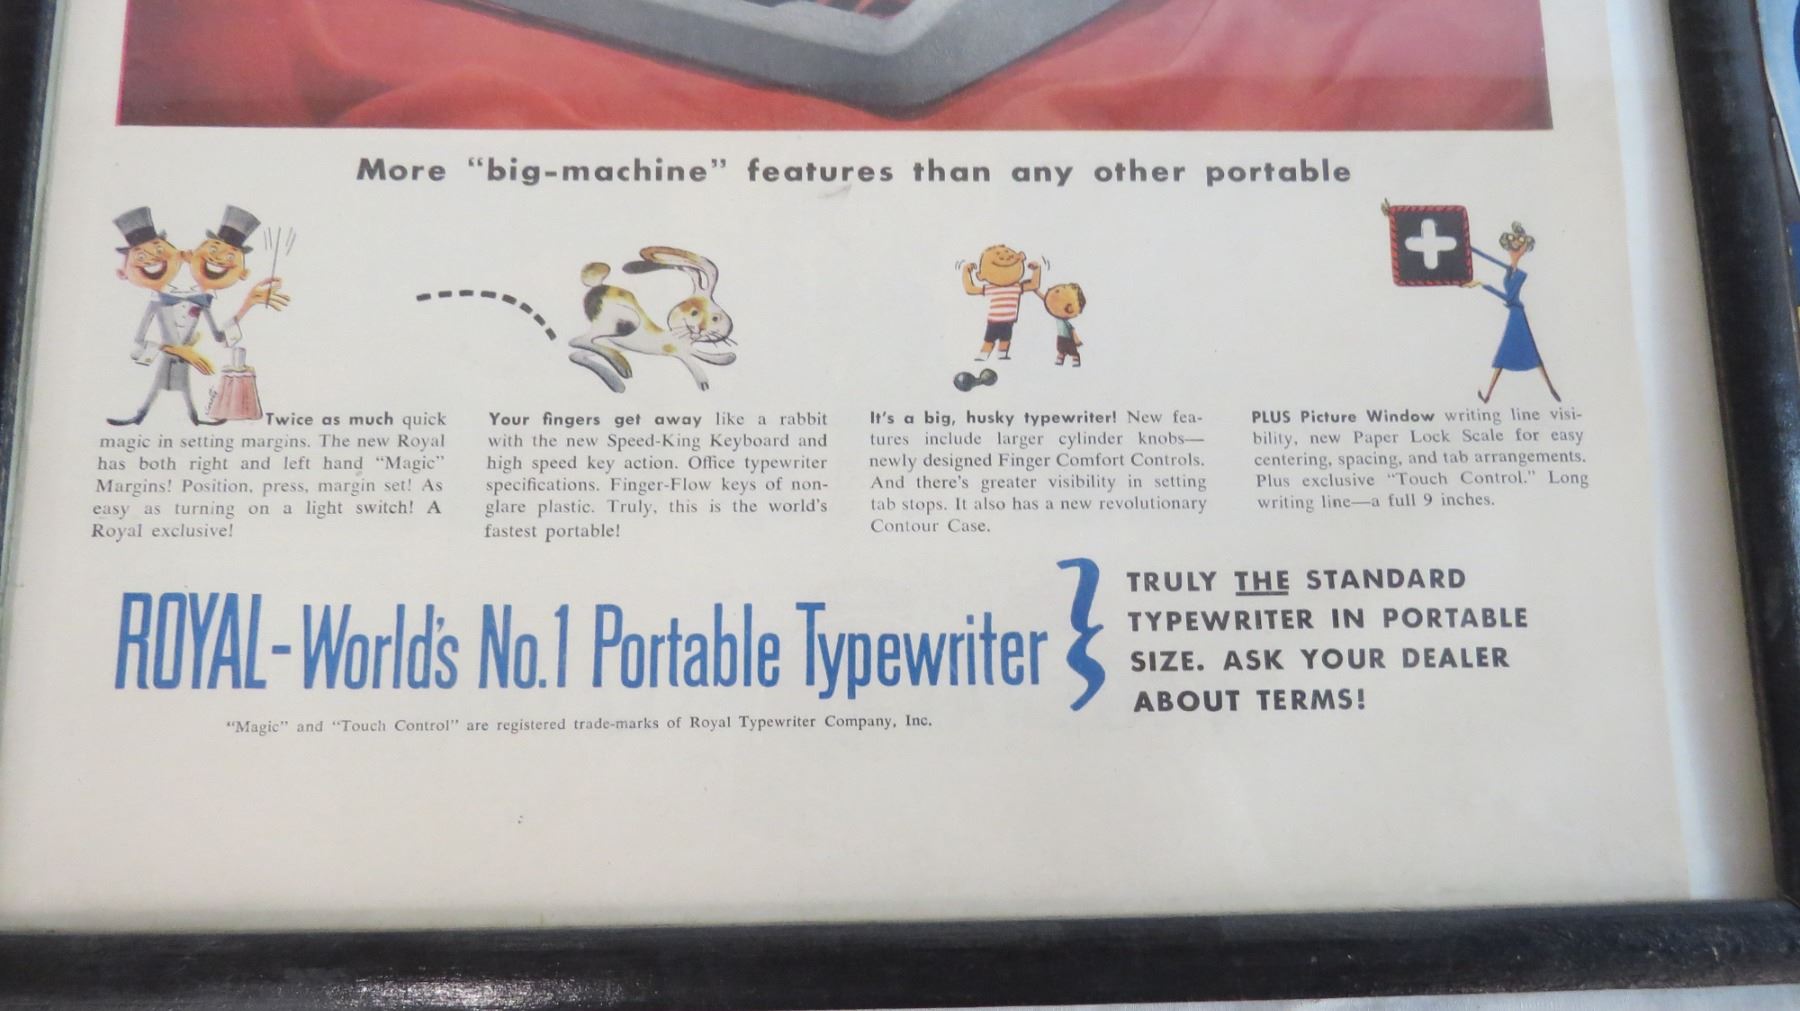 More “big-machine” features than any other portable
Twice as much quick
magic in setting margins. The new Royal
has both right and left hand “Magic”
Margins! Position, press, margin set! As
easy as turning on a light switch! A
Royal exclusive!
Your fingers get away like a rabbit
with the new Speed-King Keyboard and
high speed key action. Office typewriter
specifications. Finger-Flow keys of non-
glare plastic. Truly, this is the world's
fastest portable!
It's a big, husky typewriter! New fea-
tures include larger cylinder knobs—
newly designed Finger Comfort Controls.
And there's greater visibility in setting
tab stops. It also has a new revolutionary
Contour Case.
PLUS Picture Window writing line visi-
bility, new Paper Lock Scale for easy
centering, spacing, and tab arrangements.
Plus exclusive “Touch Control.” Long
writing line—a full 9 inches.
ROYAL-World's No.1 Portable Typewriter
TRULY THE STANDARD
TYPEWRITER IN PORTABLE
SIZE. ASK YOUR DEALER
ABOUT TERMS!
“Magic” and “Touch Control” are registered trade-marks of Royal Typewriter Company, Inc.